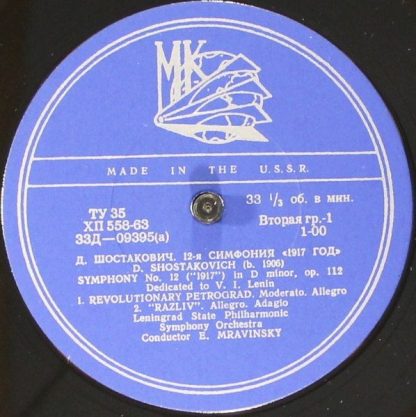 МК
MADE IN THE U.S.S.R.
ТУ 35
ХП 558-63
33Д—09395(а)
33 1/3 об. в мин.
Вторая гр.-1
1-00
Д. ШОСТАКОВИЧ. 12-я СИМФОНИЯ «1917 ГОД»
D. SHOSTAKOVICH (b. 1906)
SYMPHONY No. 12 ("1917") in D minor, op. 112
Dedicated to V. I. Lenin
1. REVOLUTIONARY PETROGRAD. Moderato. Allegro
2. "RAZLIV". Allegro. Adagio
Leningrad State Philharmonic
Symphony Orchestra
Conductor E. MRAVINSKY